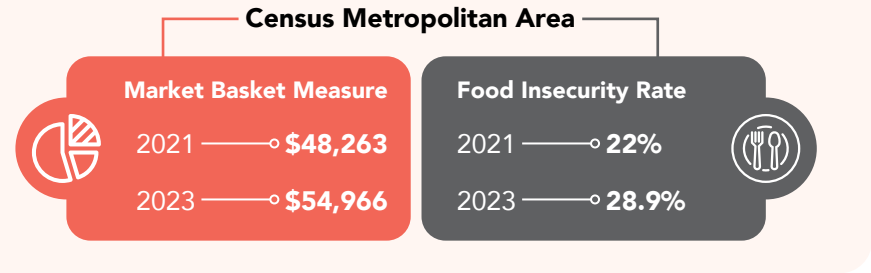 Census Metropolitan Area
Market Basket Measure
2021 $48,263
2023 $54,966
Food Insecurity Rate
2021 22%
2023 28.9%